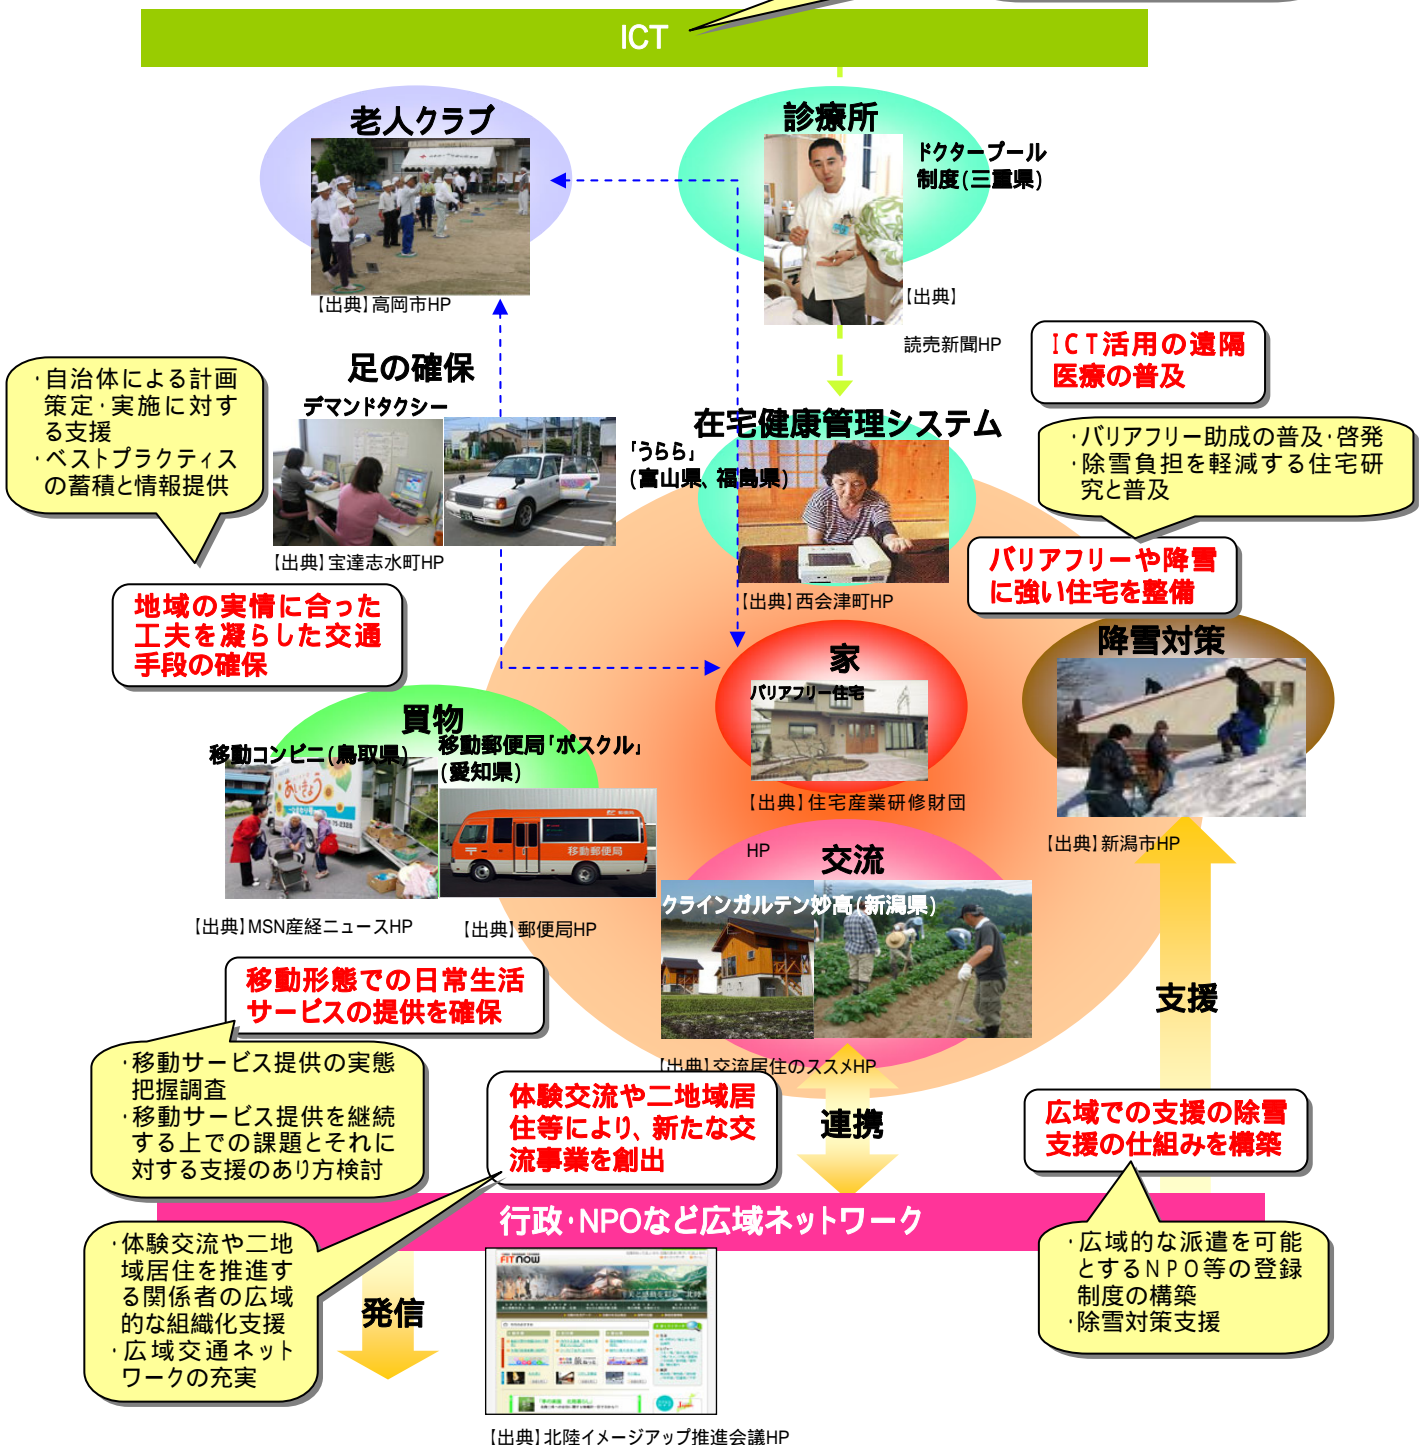 ICT
老人クラブ
【出典】高岡市HP
診療所
ドクタープール
制度(三重県)
【出典】
読売新聞HP
足の確保
デマンドタクシー
「うらら」
(富山県、福島県)
【出典】宝達志水町HP
・自治体による計画
策定・実施に対す
る支援
・ベストプラクティス
の蓄積と情報提供
地域の実情に合った
工夫を凝らした交通
手段の確保
在宅健康管理システム
【出典】西会津町HP
ICT活用の遠隔
医療の普及
・バリアフリー助成の普及・啓発
・除雪負担を軽減する住宅研
究と普及
バリアフリーや降雪
に強い住宅を整備
家
バリアフリー住宅
【出典】住宅産業研修財団
HP
降雪対策
【出典】新潟市HP
買物
移動コンビニ(鳥取県)
移動郵便局「ポスクル」
(愛知県)
あいきょう
移動郵便局
【出典】MSN産経ニュースHP
【出典】郵便局HP
移動形態での日常生活
サービスの提供を確保
・移動サービス提供の実態
把握調査
・移動サービス提供を継続
する上での課題とそれに
対する支援のあり方検討
交流
クラインガルテン妙高(新潟県)
【出典】交流居住のススメHP
体験交流や二地域居
住等により、新たな交
流事業を創出
連携
支援
広域での支援の除雪
支援の仕組みを構築
行政・NPOなど広域ネットワーク
・体験交流や二地
域居住を推進す
る関係者の広域
的な組織化支援
・広域交通ネット
ワークの充実
発信
FITNOW
・広域的な派遣を可能
とするNPO等の登録
制度の構築
・除雪対策支援
【出典】北陸イメージアップ推進会議HP